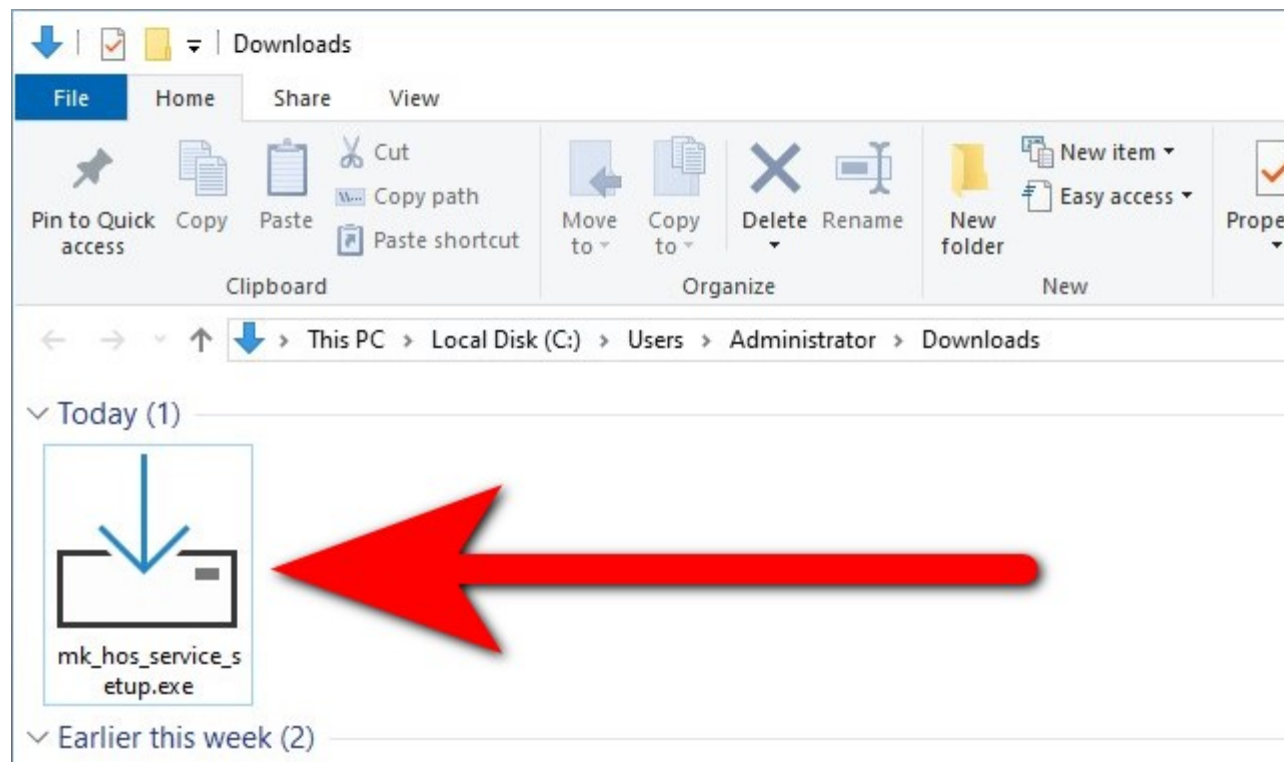 Downloads
File Home Share View
Cut
Copy path
Paste shortcut
Pin to Quick access
Copy
Paste
Clipboard
Move to
Copy to
Delete
Rename
Organize
New folder
New item
Easy access
New
This PC > Local Disk (C:) > Users > Administrator > Downloads
Today (1)
mk_hos_service_s
etup.exe
Earlier this week (2)